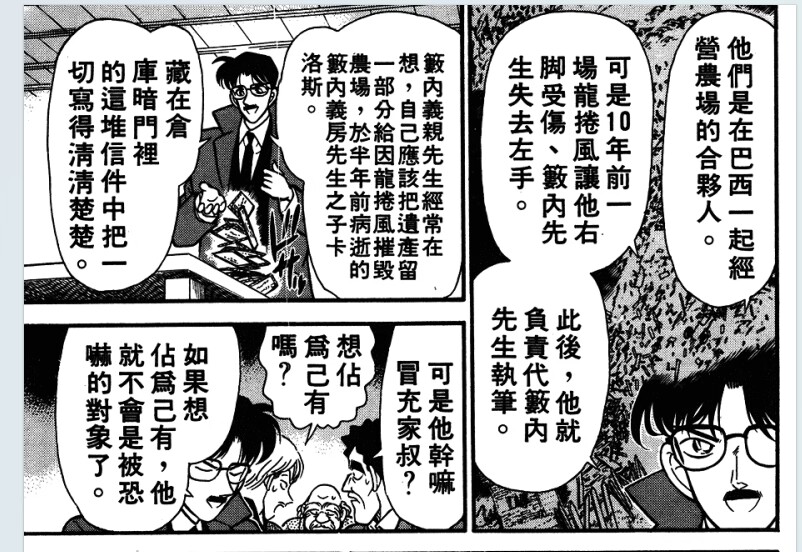 他們是在巴西一起經
營農場的合夥人。
可是10年前一
場龍捲風讓他右
脚受傷、籔內先
生失去左手。
此後，他就
負責代籔內
先生執筆。
籔內義親先生經常在
想，自己應該把遺產留
一部分給因龍捲風摧毀
農場，於半年前病逝的
籔內義房先生之子卡
洛斯。
藏在倉
庫暗門裡
的這堆信件中把一
切寫得清清楚楚。
可是他幹嘛
冒充家叔？
想佔
爲己有
嗎？
如果想
佔爲己有，他
就不會是被恐
嚇的對象了。